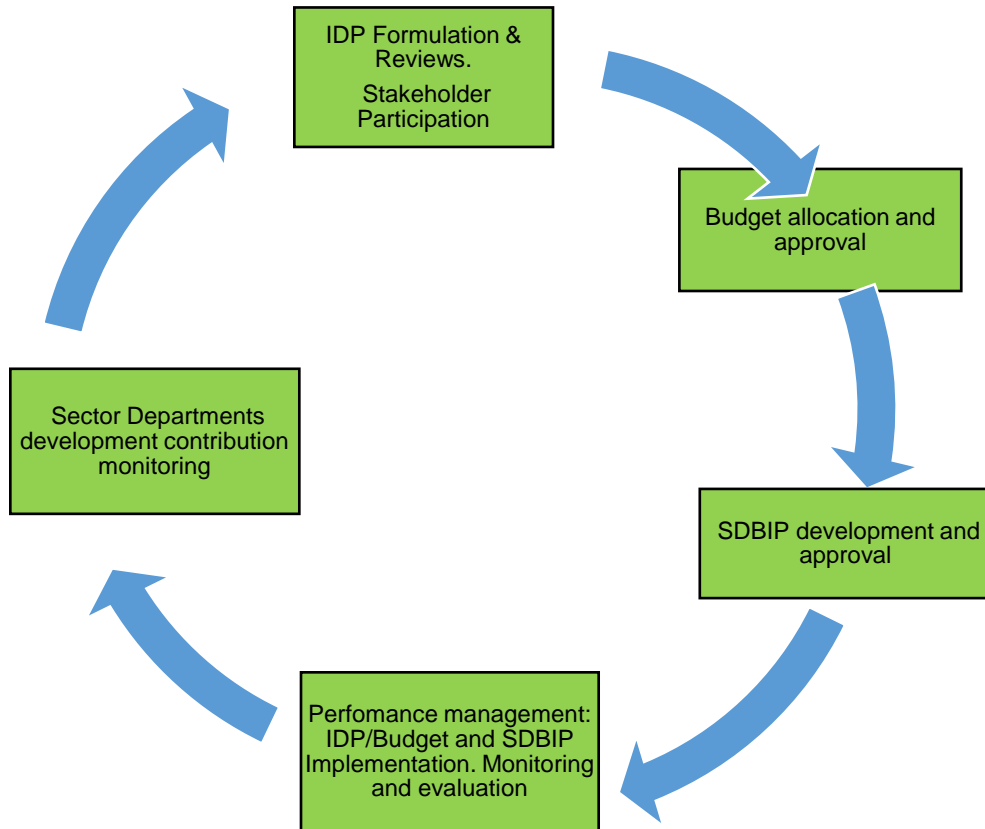 IDP Formulation &
Reviews.
Stakeholder
Participation
Budget allocation and
approval
SDBIP development and
approval
Perfomance management:
IDP/Budget and SDBIP
Implementation. Monitoring
and evaluation
Sector Departments
development contribution
monitoring